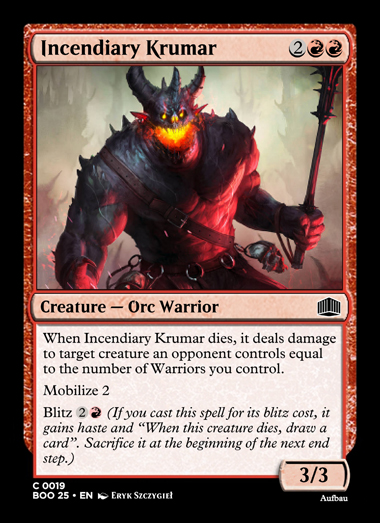 Incendiary Krumar 2
Creature — Orc Warrior
When Incendiary Krumar dies, it deals damage
to target creature an opponent controls equal
to the number of Warriors you control.
Mobilize 2
Blitz 2 (If you cast this spell for its blitz cost, it
gains haste and “When this creature dies, draw a
card”. Sacrifice it at the beginning of the next end
step.)
3/3
C 0019
BOO 25 • EN Eryk Szczygieł
Aufbau